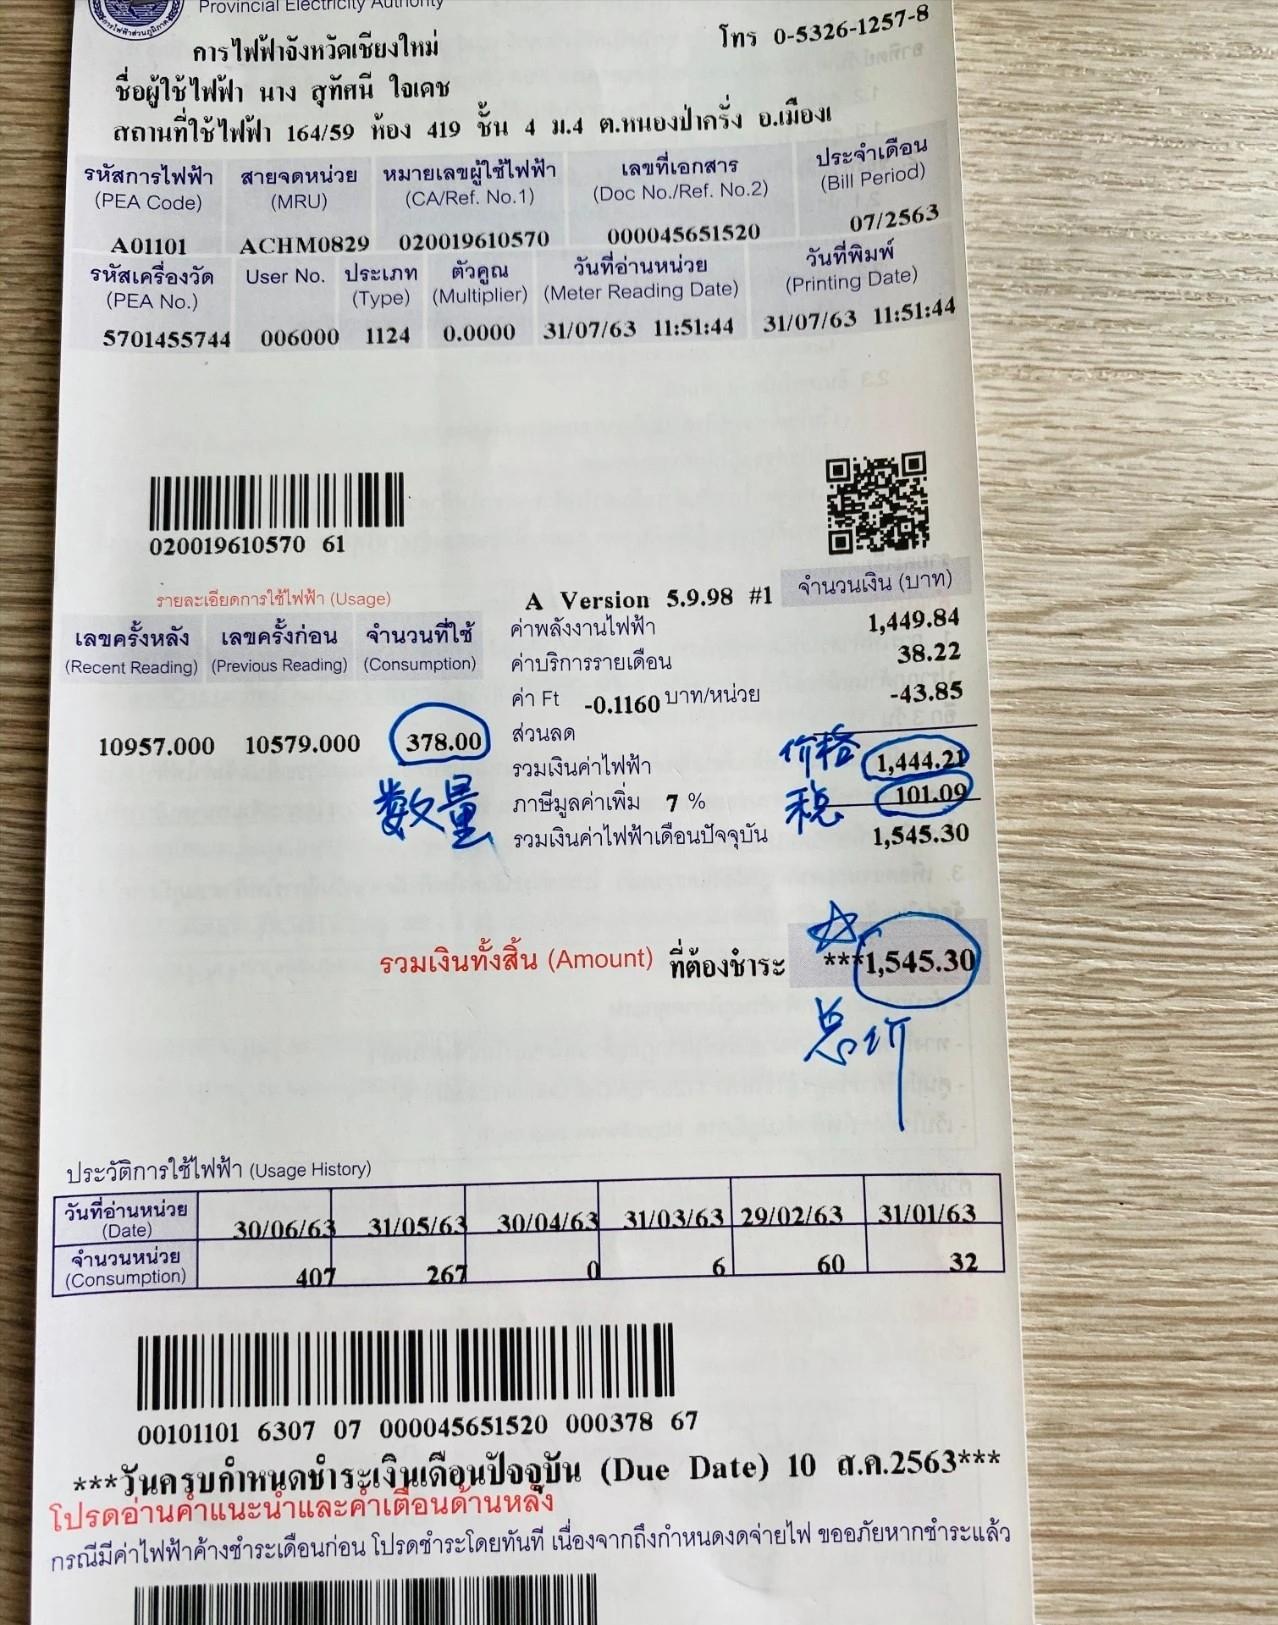 Provincial Electricity Authority
การไฟฟ้าส่วนภูมิภาค
การไฟฟ้าจังหวัดเชียงใหม่ โทร 0-5326-1257-8
ชื่อผู้ใช้ไฟฟ้า นาง สุทัศนี ใจเดช
สถานที่ใช้ไฟฟ้า 164/59 ห้อง 419 ชั้น 4 ม.4 ต.หนองป่าครั่ง อ.เมืองเ
รหัสการไฟฟ้า สายจดหน่วย หมายเลขผู้ใช้ไฟฟ้า เลขที่เอกสาร ประจำเดือน
(PEA Code) (MRU) (CA/Ref. No.1) (Doc No./Ref. No.2) (Bill Period)
A01101 ACHM0829 020019610570 000045651520 07/2563
รหัสเครื่องวัด User No. ประเภท ตัวคูณ วันที่อ่านหน่วย วันที่พิมพ์
(PEA No.) (Type) (Multiplier) (Meter Reading Date) (Printing Date)
5701455744 006000 1124 0.0000 31/07/63 11:51:44 31/07/63 11:51:44
020019610570 61
รายละเอียดการใช้ไฟฟ้า (Usage) A Version 5.9.98 #1 จำนวนเงิน (บาท)
เลขครั้งหลัง เลขครั้งก่อน จำนวนที่ใช้ ค่าพลังงานไฟฟ้า 1,449.84
(Recent Reading) (Previous Reading) (Consumption) ค่าบริการรายเดือน 38.22
ค่า Ft -0.1160 บาท/หน่วย -43.85
10957.000 10579.000 378.00 ส่วนลด
รวมเงินค่าไฟฟ้า 价格 1,444.21
数量 ภาษีมูลค่าเพิ่ม 7 % 税 101.09
รวมเงินค่าไฟฟ้าเดือนปัจจุบัน 1,545.30
รวมเงินทั้งสิ้น (Amount) ที่ต้องชำระ ***1,545.30
总价
ประวัติการใช้ไฟฟ้า (Usage History)
วันที่อ่านหน่วย
(Date) 30/06/63 31/05/63 30/04/63 31/03/63 29/02/63 31/01/63
จำนวนหน่วย
(Consumption) 407 267 0 6 60 32
00101101 6307 07 000045651520 000378 67
***วันครบกำหนดชำระเงินเดือนปัจจุบัน (Due Date) 10 ส.ค.2563***
โปรดอ่านคำแนะนำและคำเตือนด้านหลัง
กรณีมีค่าไฟฟ้าค้างชำระเดือนก่อน โปรดชำระโดยทันที เนื่องจากถึงกำหนดงดจ่ายไฟ ขออภัยหากชำระแล้ว